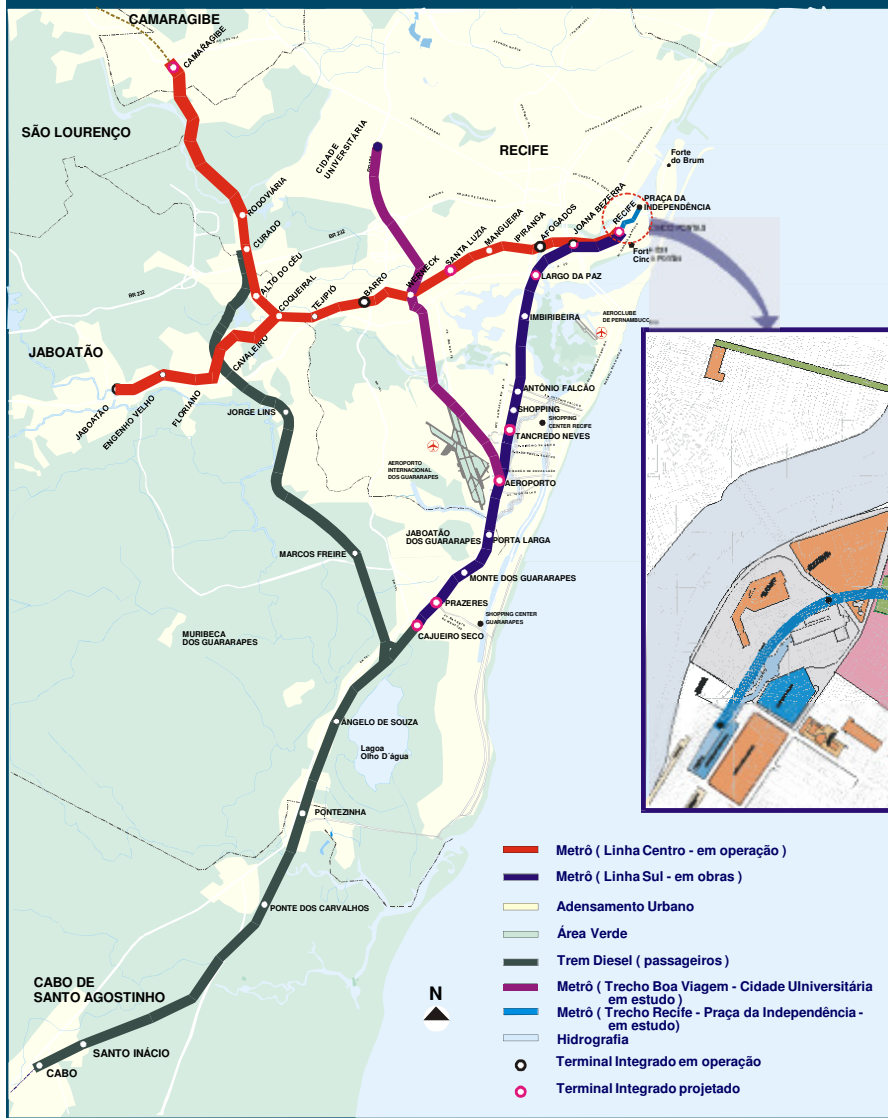 CAMARAGIBE
CAMARAGIBE
SÃO LOURENÇO
CIDADE
UNIVERSITÁRIA
RECIFE
Forte
do Brum
RODOVIÁRIA
CURADO
BR 232
BR 232
ALTO DO CÉU
COQUEIRAL
TEJIPIÓ
BARRO
WERNECK
SANTA LUZIA
MANGUEIRA
IPIRANGA
AFOGADOS
JOANA BEZERRA
RECIFE
PRAÇA DA
INDEPENDÊNCIA
Fort
Cinc
LARGO DA PAZ
IMBIRIBEIRA
AEROCLUBE
DE PERNAMBUCO
JABOATÃO
JABOATÃO
ENGENHO VELHO
FLORIANO
CAVALEIRO
JORGE LINS
ANTÔNIO FALCÃO
SHOPPING
SHOPPING
CENTER RECIFE
TANCREDO NEVES
AEROPORTO
INTERNACIONAL
DOS GUARARAPES
AEROPORTO
JABOATÃO
DOS GUARARAPES
PORTA LARGA
MARCOS FREIRE
MONTE DOS GUARARAPES
PRAZERES
SHOPPING CENTER
GUARARAPES
CAJUEIRO SECO
MURIBECA
DOS GUARARAPES
ANGELO DE SOUZA
Lagoa
Olho D´água
PONTEZINHA
PONTE DOS CARVALHOS
CABO DE
SANTO AGOSTINHO
SANTO INÁCIO
CABO
N
Metrô ( Linha Centro - em operação )
Metrô ( Linha Sul - em obras )
Adensamento Urbano
Área Verde
Trem Diesel ( passageiros )
Metrô ( Trecho Boa Viagem - Cidade UIniversitária
em estudo )
Metrô ( Trecho Recife - Praça da Independência -
em estudo)
Hidrografia
Terminal Integrado em operação
Terminal Integrado projetado